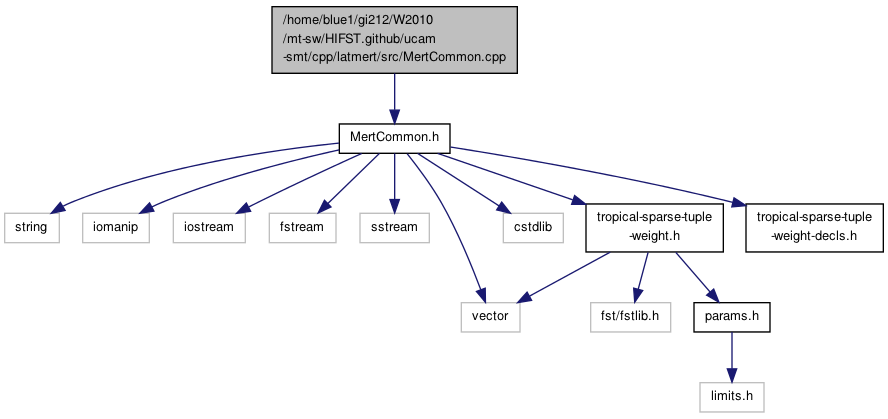 /home/blue1/gi212/W2010
/mt-sw/HIFST.github/ucam
-smt/cpp/latmert/src/MertCommon.cpp
MertCommon.h
string
iomanip
iostream
fstream
sstream
cstdlib
tropical-sparse-tuple
-weight.h
tropical-sparse-tuple
-weight-decls.h
vector
fst/fstlib.h
params.h
limits.h